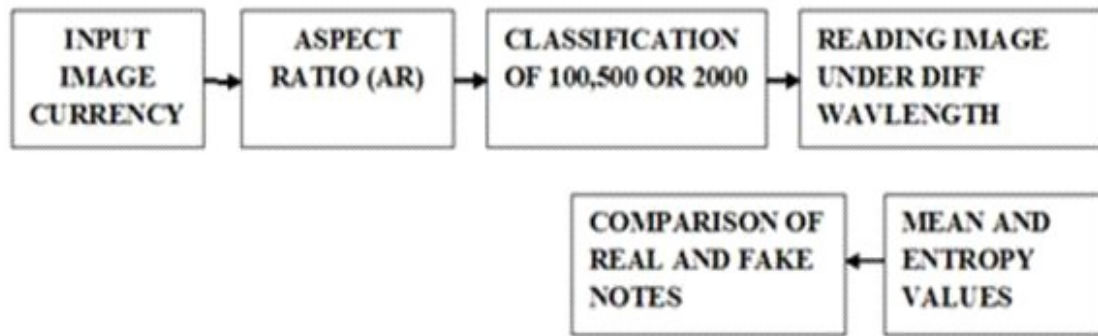 INPUT
IMAGE
CURRENCY
ASPECT
RATIO (AR)
CLASSIFICATION
OF 100,500 OR 2000
READING IMAGE
UNDER DIFF
WAVLENGTH
MEAN AND
ENTROPY
VALUES
COMPARISON OF
REAL AND FAKE
NOTES